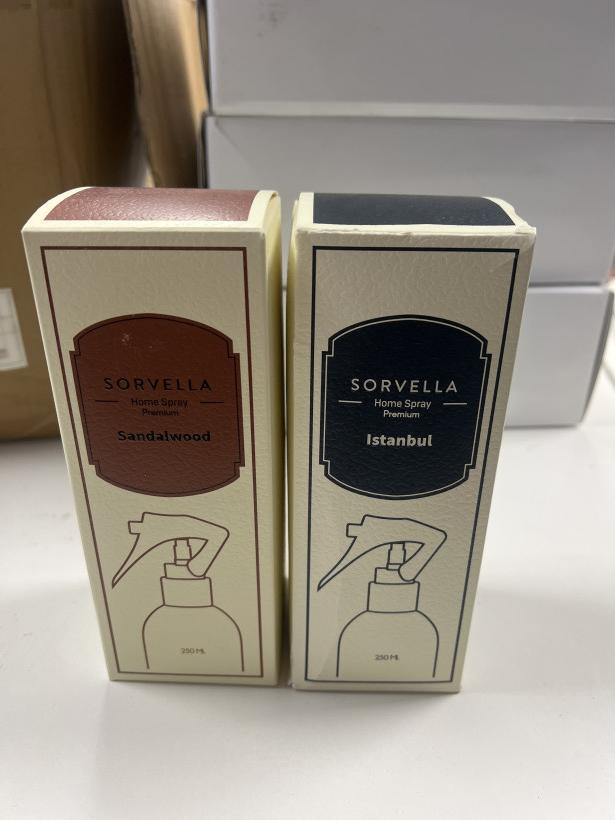 SORVELLA
Home Spray
Premium
Sandalwood
250 ML
SORVELLA
Home Spray
Premium
Istanbul
250 ML